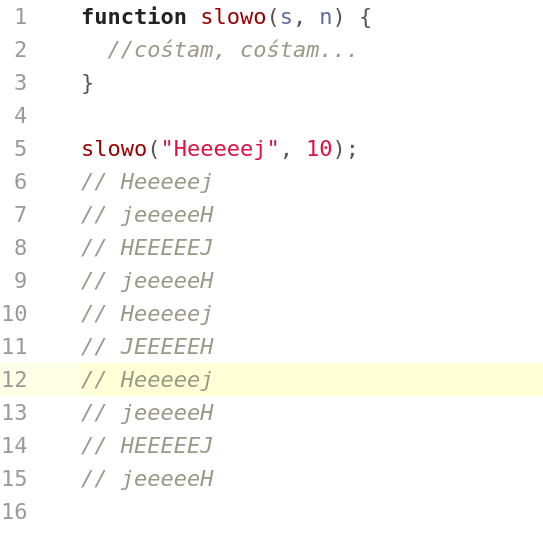 1 function slowo(s, n) {
2 //cośtam, cośtam...
3 }
4
5 slowo("Heeeeej", 10);
6 // Heeeeej
7 // jeeeeeH
8 // HEEEEEJ
9 // jeeeeeH
10 // Heeeeej
11 // JEEEEEH
12 // Heeeeej
13 // jeeeeeH
14 // HEEEEEJ
15 // jeeeeeH
16